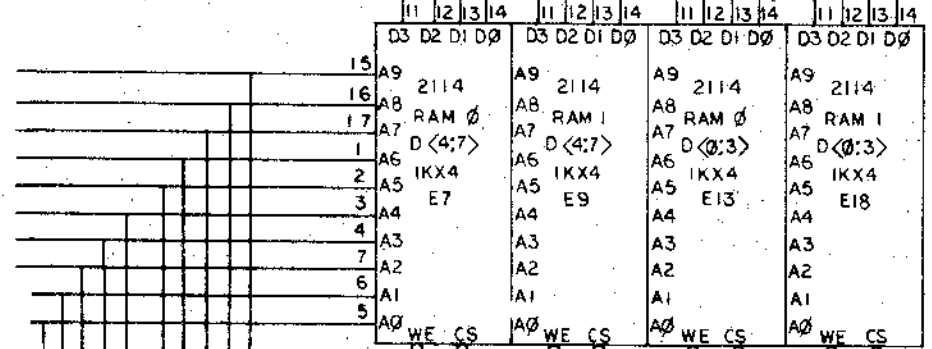 11 12 13 14 11 12 13 14 11 12 13 14 11 12 13 14
D3 D2 D1 DØ D3 D2 D1 DØ D3 D2 D1 DØ D3 D2 D1 DØ
15 A9 A9 A9 A9
2114 2114 2114 2114
16 A8 A8 A8 A8
RAM Ø RAM 1 RAM Ø RAM 1
17 A7 A7 A7 A7
D<4:7> D<4:7> D<Ø:3> D<Ø:3>
1 A6 A6 A6 A6
1KX4 1KX4 1KX4 1KX4
2 A5 A5 A5 A5
E7 E9 E13 E18
3 A4 A4 A4 A4
4 A3 A3 A3 A3
7 A2 A2 A2 A2
6 A1 A1 A1 A1
5 AØ AØ AØ AØ
WE CS WE CS WE CS WE CS